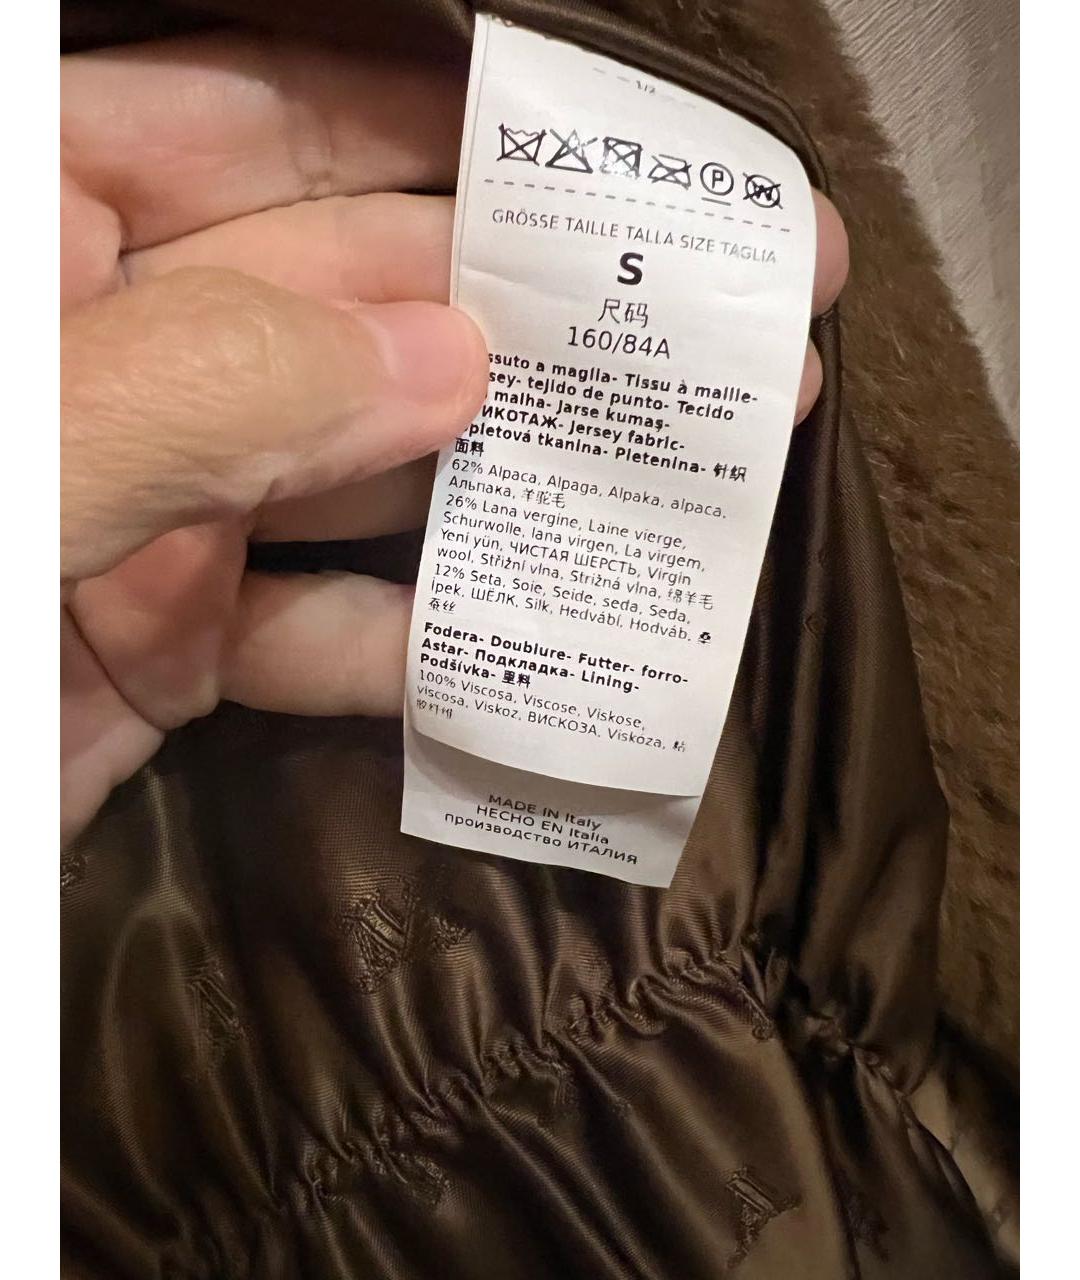 1/2
P
W
GRÖSSE TAILLE TALLA SIZE TAGLIA
S
尺码
160/84A
ssuto a maglia- Tissu à maille-
sey- tejido de punto- Tecido
malha- Jarse kumaş-
ИКОТАЖ- Jersey fabric-
pletová tkanina- Pletenina- 针织
面料
62% Alpaca, Alpaga, Alpaka, alpaca,
Альпака, 羊驼毛
26% Lana vergine, Laine vierge,
Schurwolle, lana virgen, La virgem,
Yeni yün, ЧИСТАЯ ШЕРСТЬ, Virgin
wool, Střižní vlna, Strižná vlna, 绵羊毛
12% Seta, Soie, Seide, seda, Seda,
İpek, ШЁЛК, Silk, Hedvábí, Hodváb, 桑
蚕丝
Fodera- Doublure- Futter- forro-
Astar- Подкладка- Lining-
Podšívka- 里料
100% Viscosa, Viscose, Viskose,
viscosa, Viskoz, ВИСКОЗА, Viskóza, 粘
胶纤维
MADE IN Italy
HECHO EN Italia
производство ИТАЛИЯ